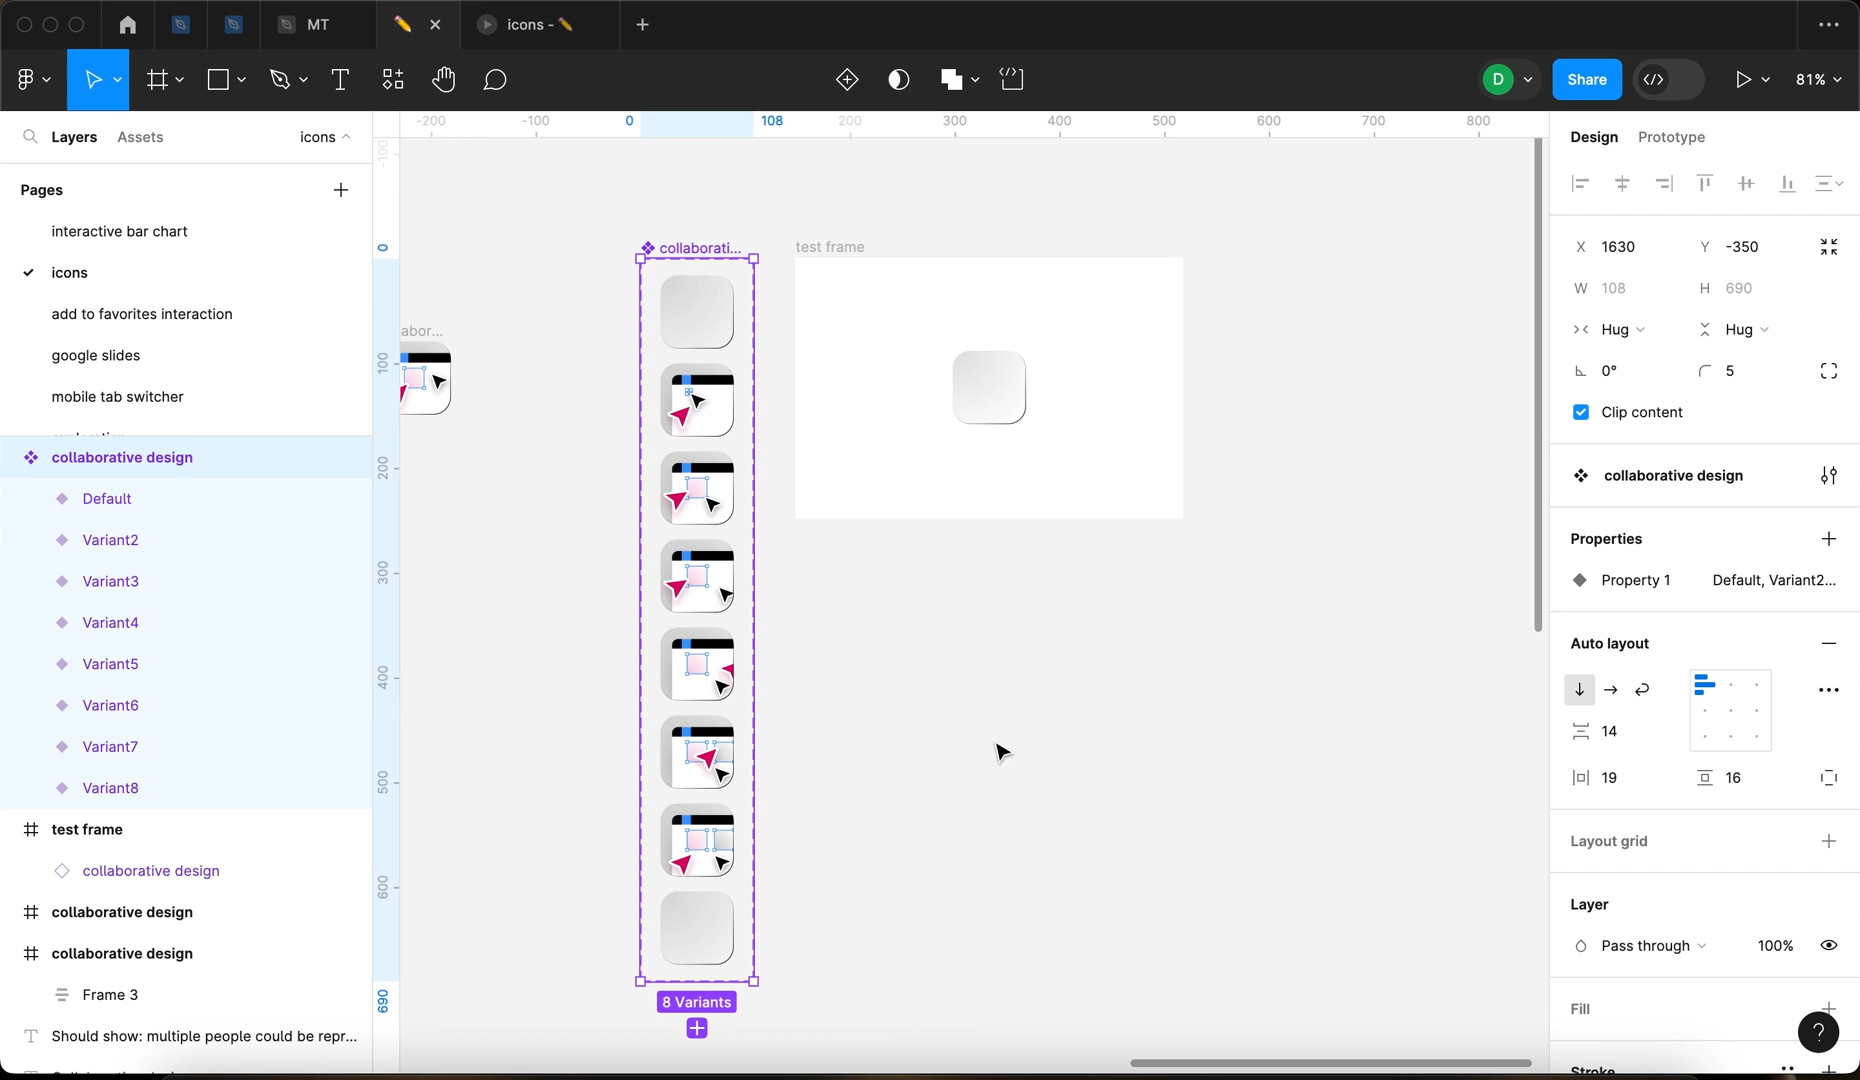 MT
icons - ✏️
D
Share
81%
Layers
Assets
icons
Pages
interactive bar chart
icons
add to favorites interaction
google slides
mobile tab switcher
collaborative design
Default
Variant2
Variant3
Variant4
Variant5
Variant6
Variant7
Variant8
test frame
collaborative design
collaborative design
collaborative design
Frame 3
Should show: multiple people could be repr...
-200
-100
0
108
200
300
400
500
600
700
800
-100
0
100
200
300
400
500
600
690
abor...
collaborati...
test frame
8 Variants
Design
Prototype
X 1630
Y -350
W 108
H 690
Hug
Hug
0°
5
Clip content
collaborative design
Properties
Property 1
Default, Variant2...
Auto layout
14
19
16
Layout grid
Layer
Pass through
100%
Fill
?
Stroke